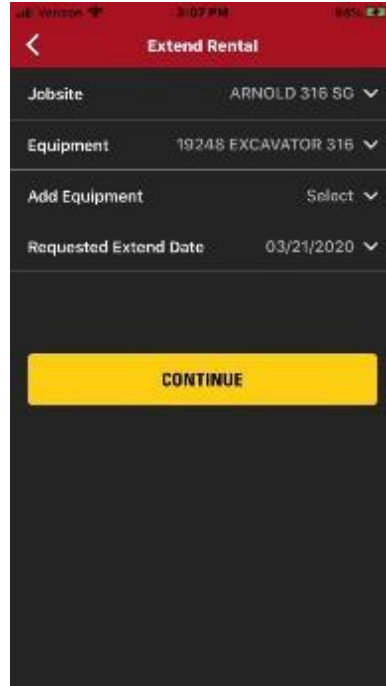 Verizon 3:07 PM
Extend Rental
Jobsite ARNOLD 316 SG
Equipment 19248 EXCAVATOR 316
Add Equipment Select
Requested Extend Date 03/21/2020
CONTINUE